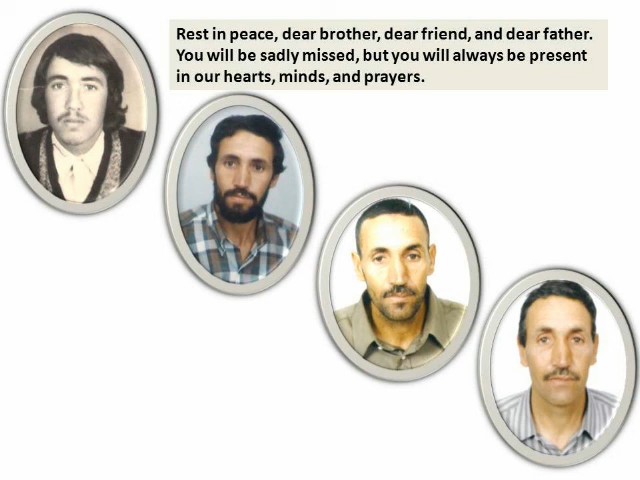 Rest in peace, dear brother, dear friend, and dear father.
You will be sadly missed, but you will always be present
in our hearts, minds, and prayers.